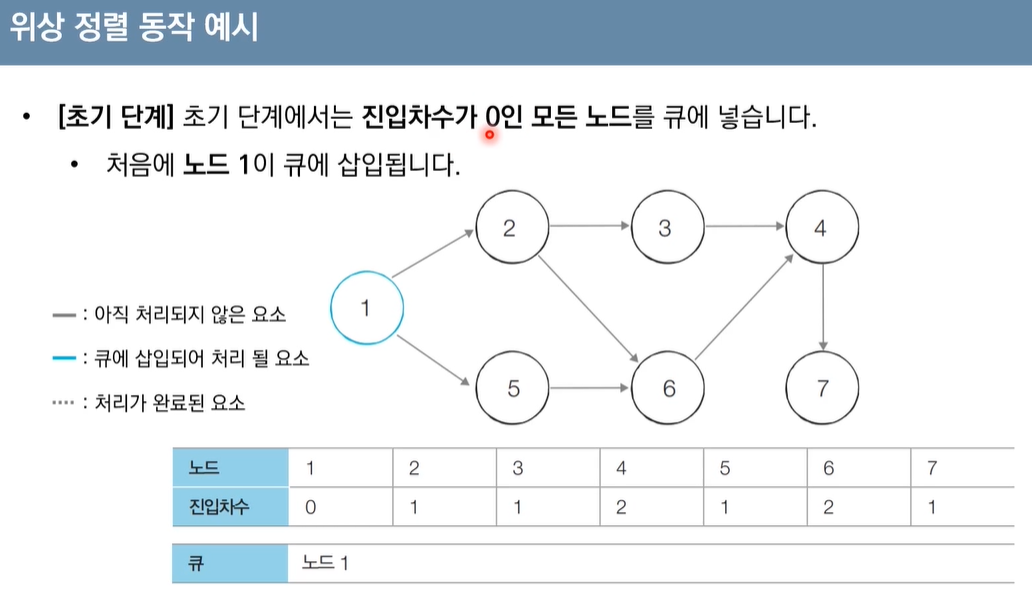 위상 정렬 동작 예시
• [초기 단계] 초기 단계에서는 진입차수가 0인 모든 노드를 큐에 넣습니다.
• 처음에 노드 1이 큐에 삽입됩니다.
2 3 4
1
: 아직 처리되지 않은 요소
: 큐에 삽입되어 처리 될 요소
: 처리가 완료된 요소
5 6 7
노드 1 2 3 4 5 6 7
진입차수 0 1 1 2 1 2 1
큐 노드 1